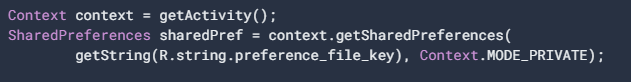 Context context = getActivity();
SharedPreferences sharedPref = context.getSharedPreferences(
        getString(R.string.preference_file_key), Context.MODE_PRIVATE);